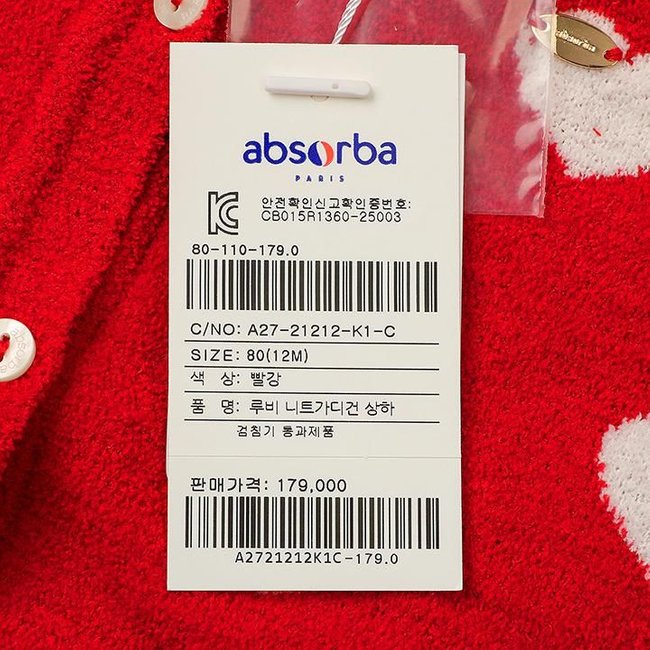 absorba
PARIS
안전확인신고확인증번호:
CB015R1360-25003
80-110-179.0
C/NO: A27-21212-K1-C
SIZE: 80(12M)
색 상: 빨강
품 명: 루비 니트가디건 상하
검침기 통과제품
판매가격: 179,000
A2721212K1C-179.0
absorba